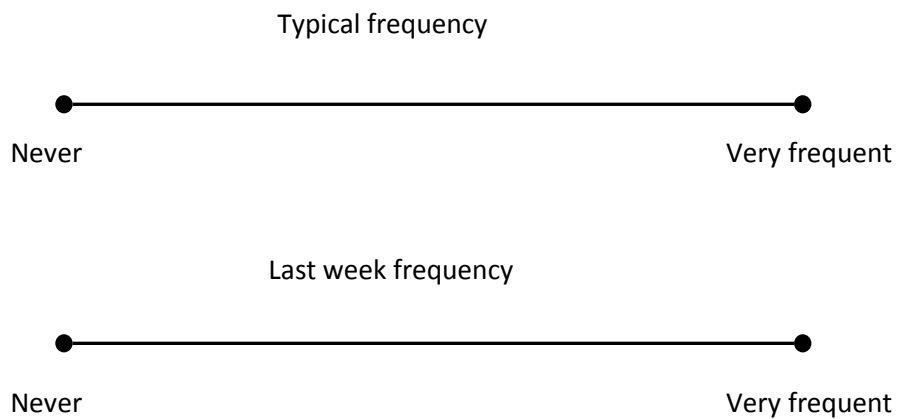 Typical frequency
Never Very frequent
Last week frequency
Never Very frequent